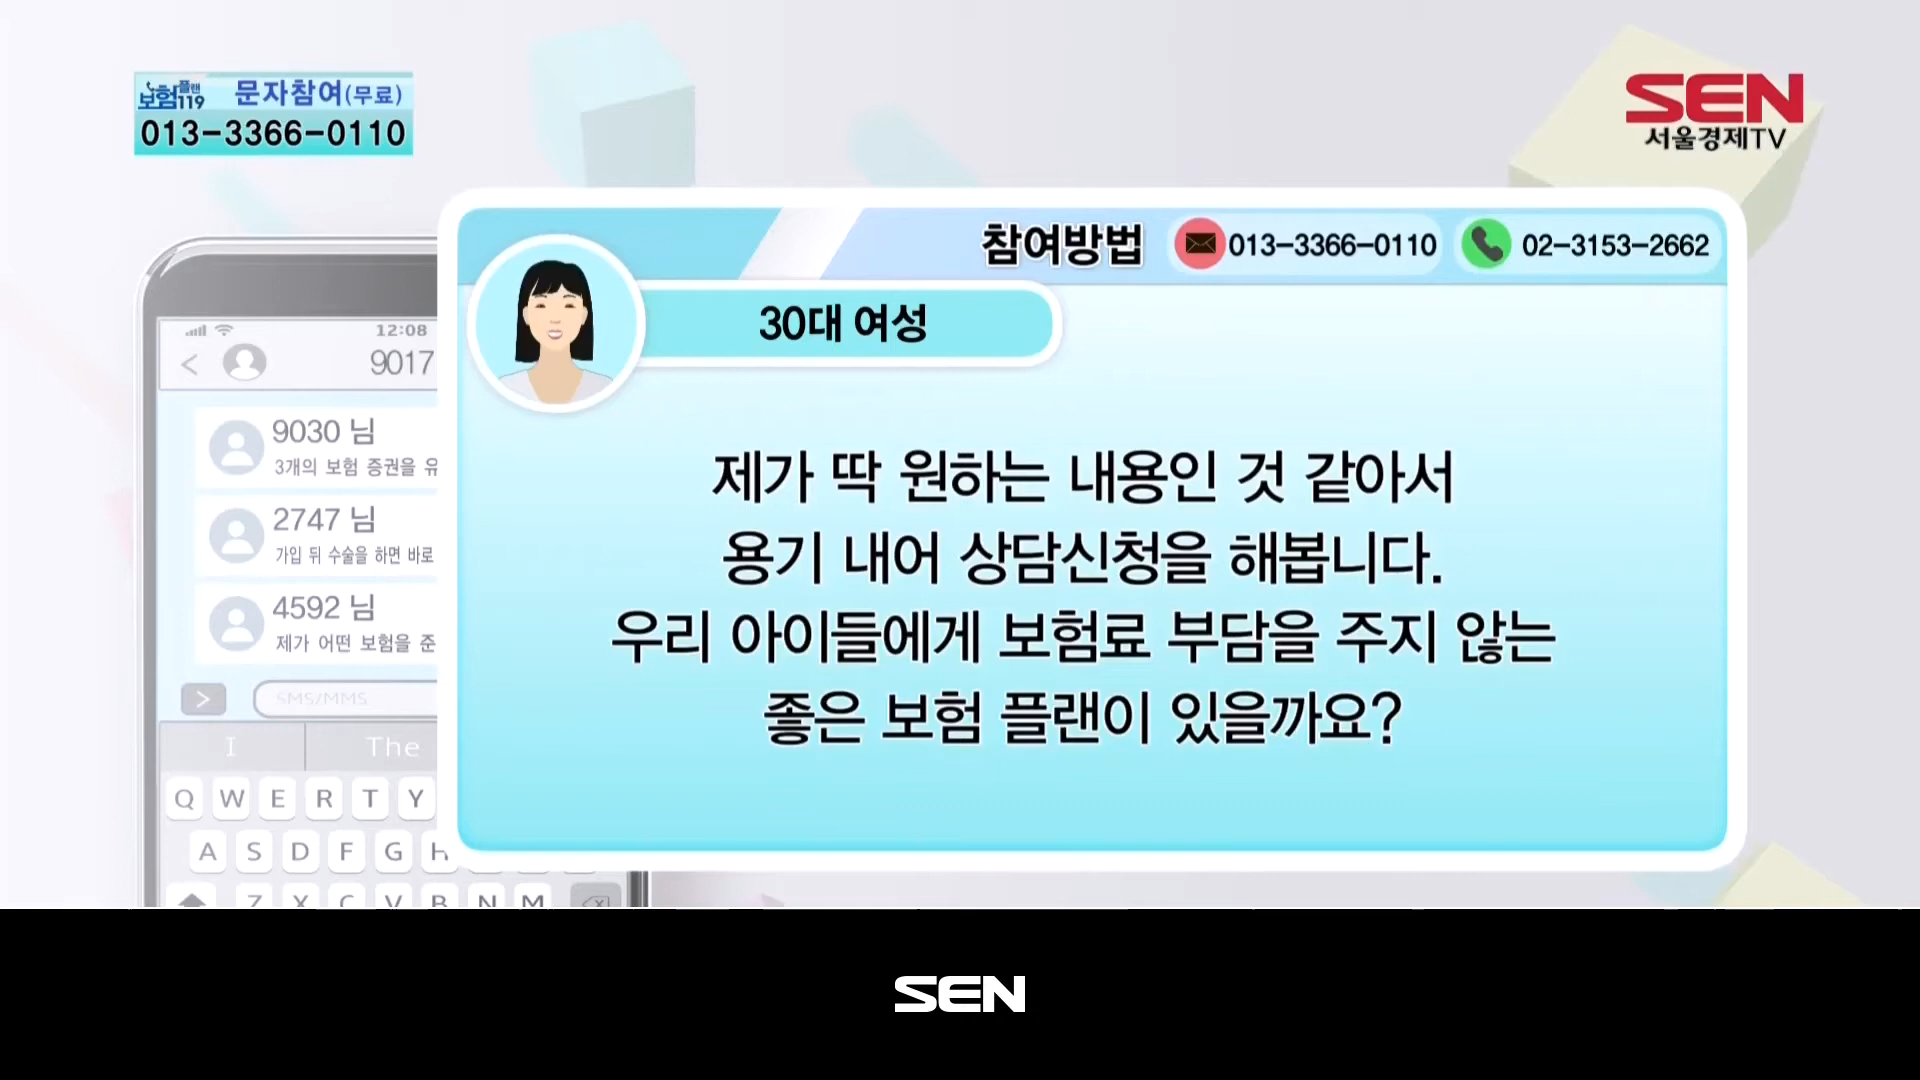 보험플랜119 문자참여(무료)
013-3366-0110
SEN
서울경제TV
참여방법 013-3366-0110 02-3153-2662
30대 여성
제가 딱 원하는 내용인 것 같아서
용기 내어 상담신청을 해봅니다.
우리 아이들에게 보험료 부담을 주지 않는
좋은 보험 플랜이 있을까요?
12:08
< 9017
9030 님
3개의 보험 증권을 유
2747 님
가입 뒤 수술을 하면 바로
4592 님
제가 어떤 보험을 준
> SMS/MMS
I The
Q W E R T Y
A S D F G H
Z X C V B N M
SEN